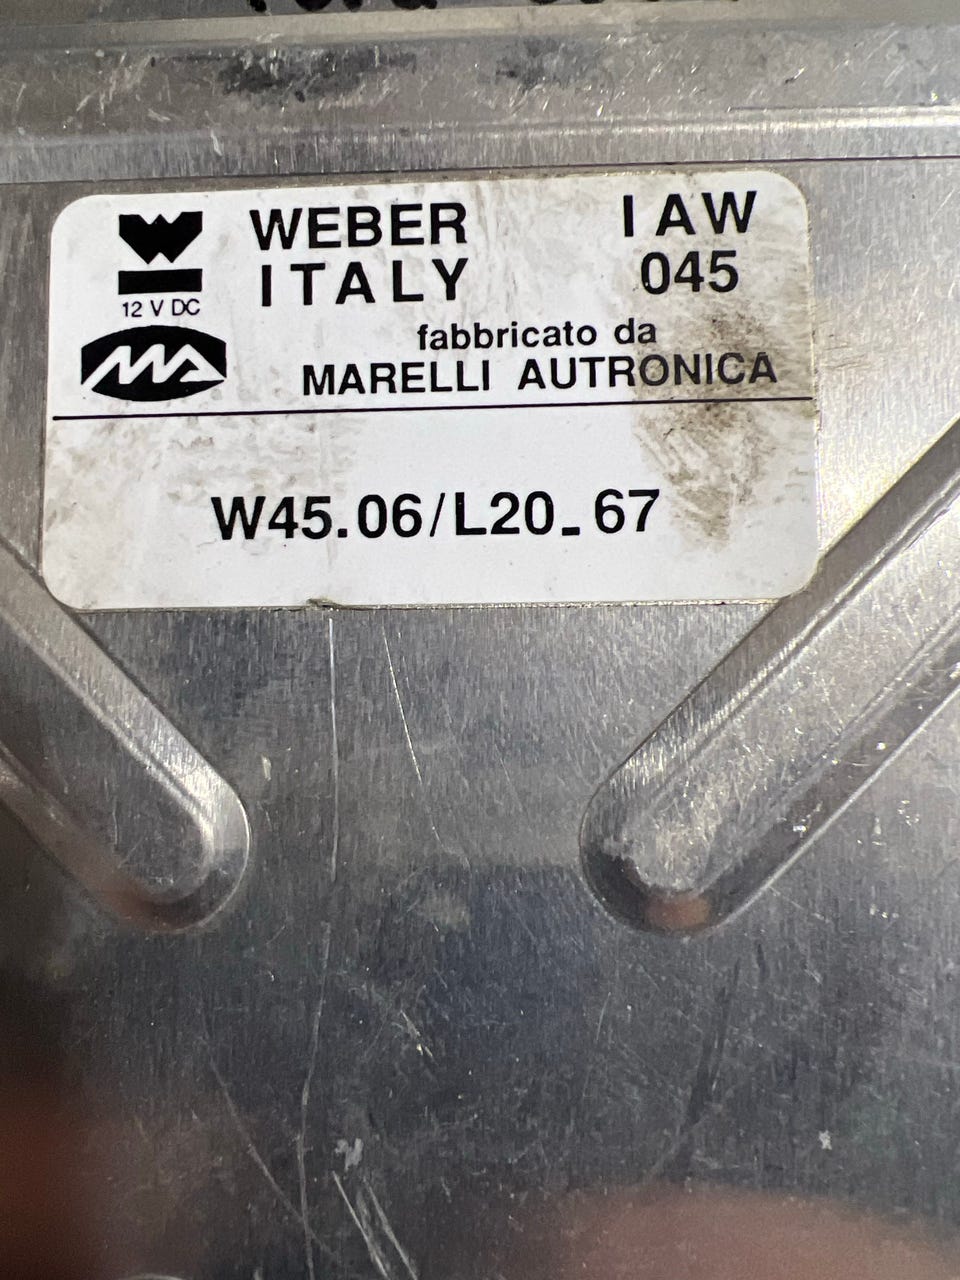 WEBER IAW
ITALY 045
12 V DC
fabbricato da
MARELLI AUTRONICA
W45.06/L20_67